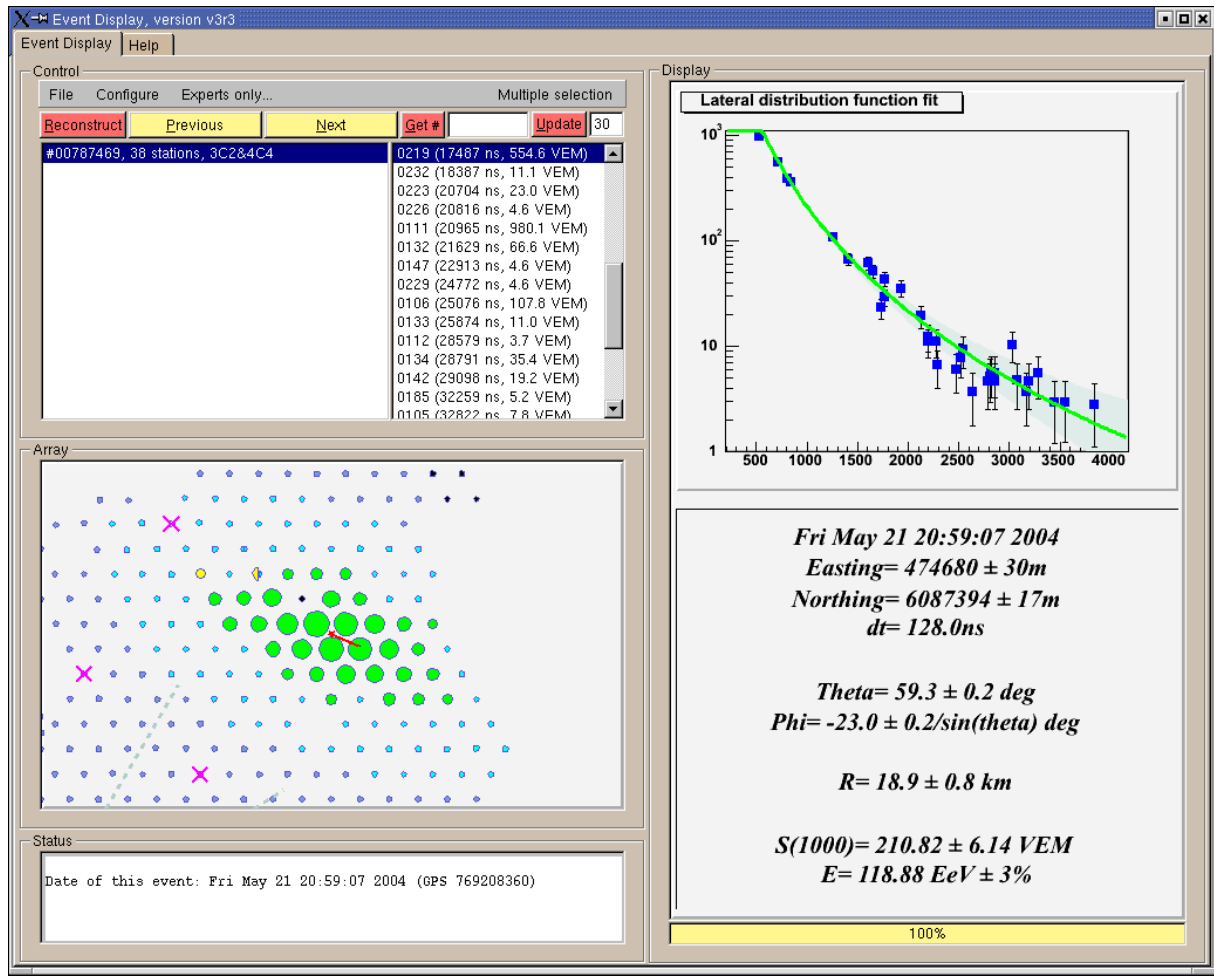 Event Display, version v3r3
Event Display Help
Control
File Configure Experts only... Multiple selection
Reconstruct Previous Next Get # Update 30
#00787469, 38 stations, 3C2&4C4
0219 (17487 ns, 554.6 VEM)
0232 (18387 ns, 11.1 VEM)
0223 (20704 ns, 23.0 VEM)
0226 (20816 ns, 4.6 VEM)
0111 (20965 ns, 980.1 VEM)
0132 (21629 ns, 66.6 VEM)
0147 (22913 ns, 4.6 VEM)
0229 (24772 ns, 4.6 VEM)
0106 (25076 ns, 107.8 VEM)
0133 (25874 ns, 11.0 VEM)
0112 (28579 ns, 3.7 VEM)
0134 (28791 ns, 35.4 VEM)
0142 (29098 ns, 19.2 VEM)
0185 (32259 ns, 5.2 VEM)
0105 (32822 ns, 7.8 VEM)
Array
Status
Date of this event: Fri May 21 20:59:07 2004 (GPS 769208360)
Display
Lateral distribution function fit
10³
10²
10
1
500 1000 1500 2000 2500 3000 3500 4000
Fri May 21 20:59:07 2004
Easting= 474680 ± 30m
Northing= 6087394 ± 17m
dt= 128.0ns
Theta= 59.3 ± 0.2 deg
Phi= -23.0 ± 0.2/sin(theta) deg
R= 18.9 ± 0.8 km
S(1000)= 210.82 ± 6.14 VEM
E= 118.88 EeV ± 3%
100%